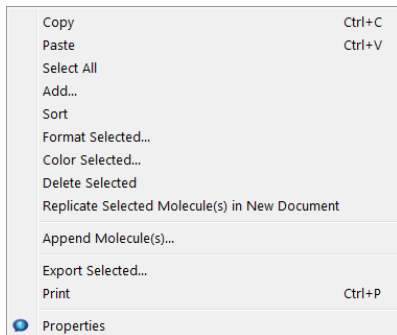 Copy Ctrl+C
Paste Ctrl+V
Select All
Add...
Sort
Format Selected...
Color Selected...
Delete Selected
Replicate Selected Molecule(s) in New Document
Append Molecule(s)...
Export Selected...
Print Ctrl+P
Properties